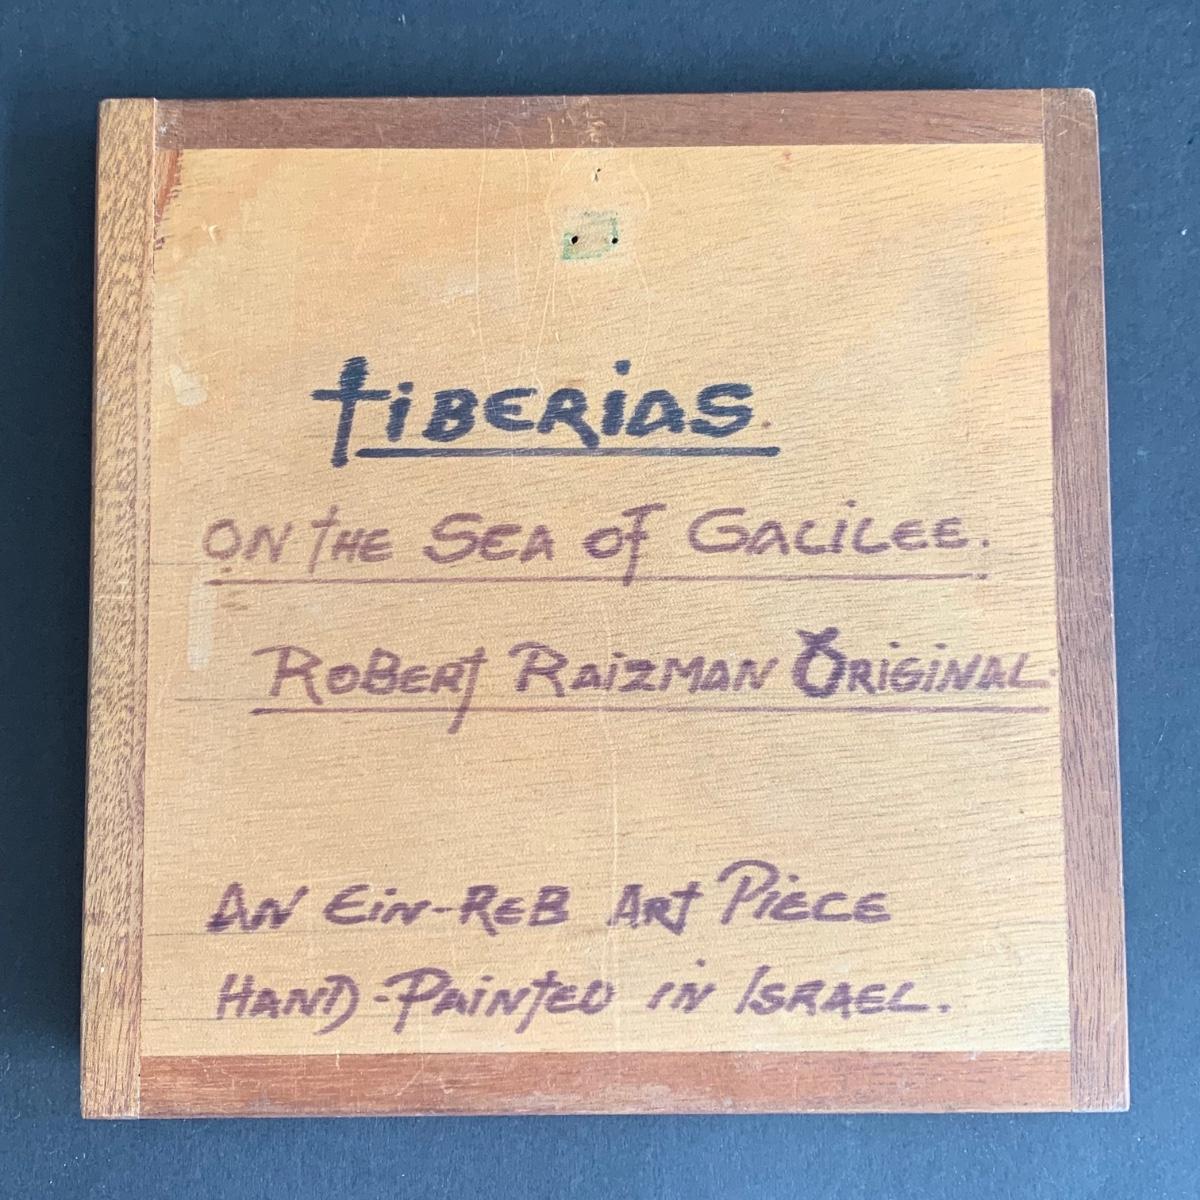 tiBERiaS.
ON tHE SEA of GALiLEE.
ROBERt RAizMAN ORiGiNAL.
AN Ein-REB ARt PiECE
HAND-PAiNtED iN ISRAEL.